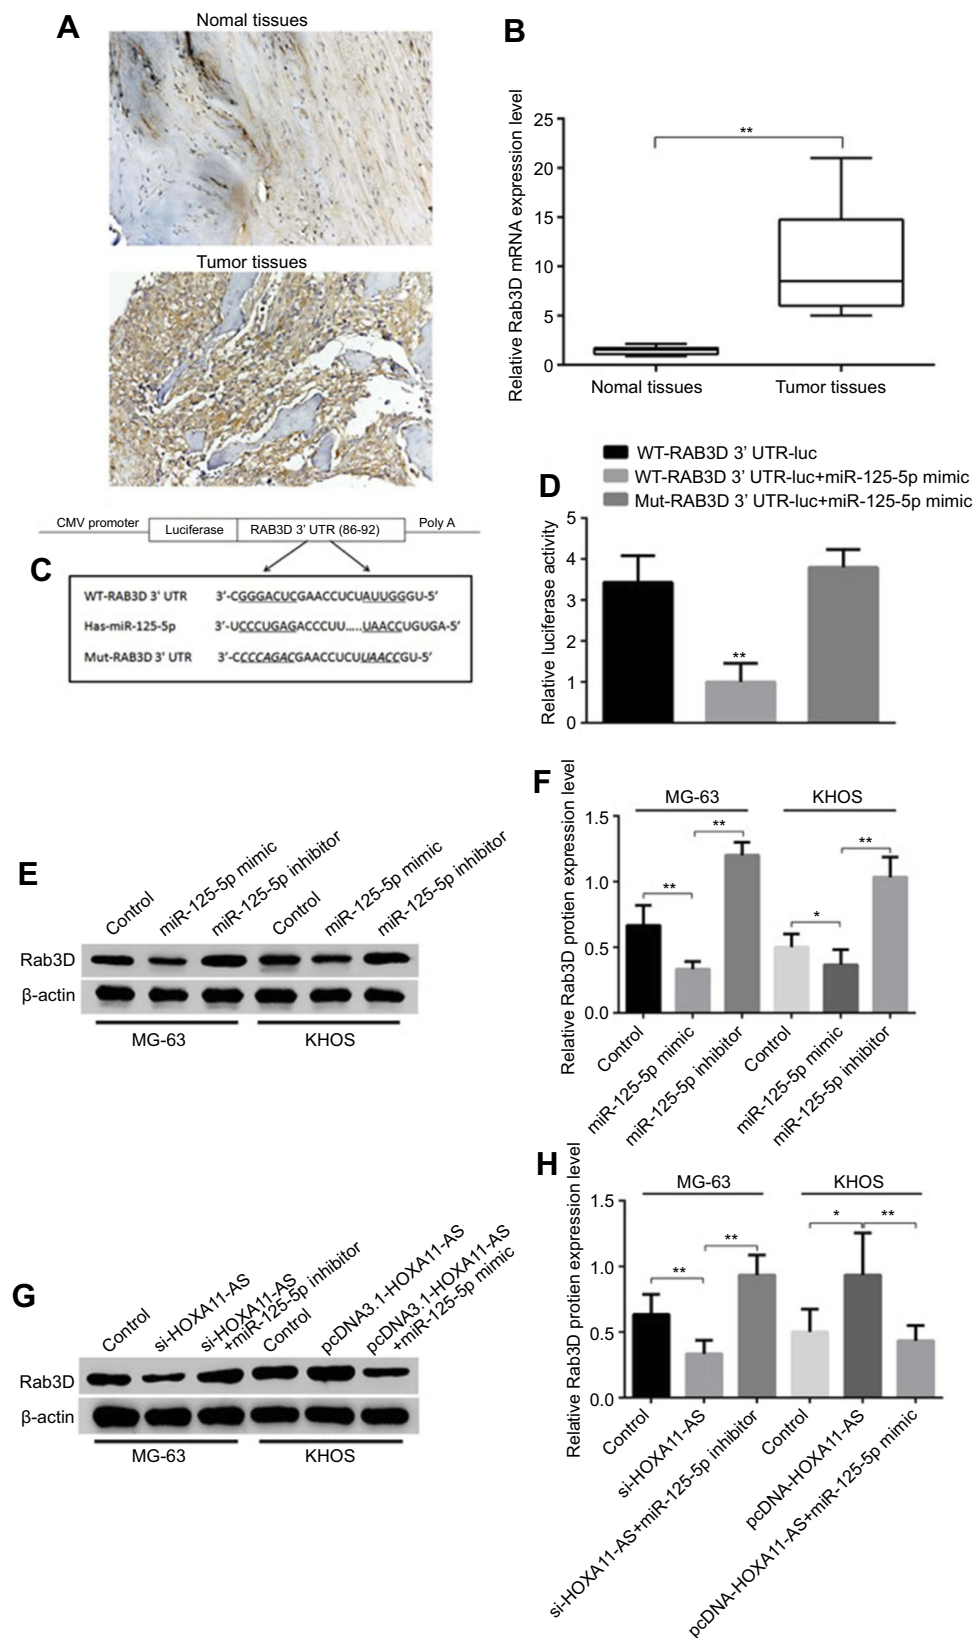 A
Nomal tissues
Tumor tissues
B
Relative Rab3D mRNA expression level
25
20
15
10
5
0
**
Nomal tissues
Tumor tissues
CMV promoter
Luciferase
RAB3D 3' UTR (86-92)
Poly A
C
WT-RAB3D 3' UTR 3'-CGGGACUCGAACCUCUAUUGGGU-5'
Has-miR-125-5p 3'-UCCCUGAGACCCUU.....UAACCUGUGA-5'
Mut-RAB3D 3' UTR 3'-CCCCAGACGAACCUCUUAACCGU-5'
D
WT-RAB3D 3' UTR-luc
WT-RAB3D 3' UTR-luc+miR-125-5p mimic
Mut-RAB3D 3' UTR-luc+miR-125-5p mimic
Relative luciferase activity
5
4
3
2
1
0
**
E
Control
miR-125-5p mimic
miR-125-5p inhibitor
Control
miR-125-5p mimic
miR-125-5p inhibitor
Rab3D
β-actin
MG-63
KHOS
F
Relative Rab3D protien expression level
MG-63
KHOS
1.5
1.0
0.5
0.0
**
**
*
**
Control
miR-125-5p mimic
miR-125-5p inhibitor
Control
miR-125-5p mimic
miR-125-5p inhibitor
G
Control
si-HOXA11-AS
si-HOXA11-AS
+miR-125-5p inhibitor
Control
pcDNA3.1-HOXA11-AS
pcDNA3.1-HOXA11-AS
+miR-125-5p mimic
Rab3D
β-actin
MG-63
KHOS
H
Relative Rab3D protien expression level
MG-63
KHOS
1.5
1.0
0.5
0.0
**
**
*
**
Control
si-HOXA11-AS
si-HOXA11-AS+miR-125-5p inhibitor
Control
pcDNA-HOXA11-AS
pcDNA-HOXA11-AS+miR-125-5p mimic